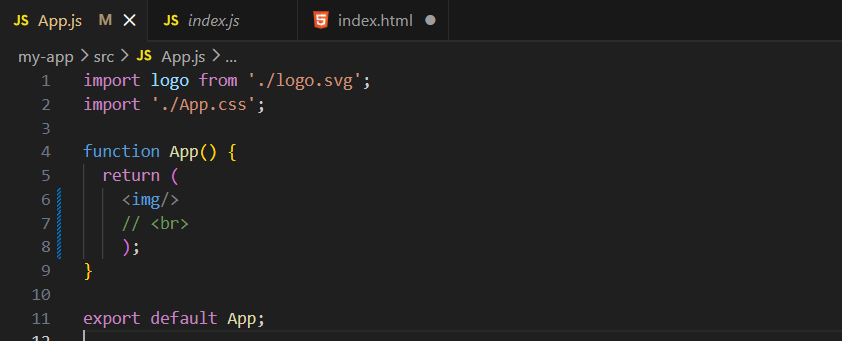 JS App.js M
JS index.js
index.html
my-app > src > JS App.js > ...
1 import logo from './logo.svg';
2 import './App.css';
3
4 function App() {
5   return (
6     <img/>
7     // <br>
8     );
9 }
10
11 export default App;
12